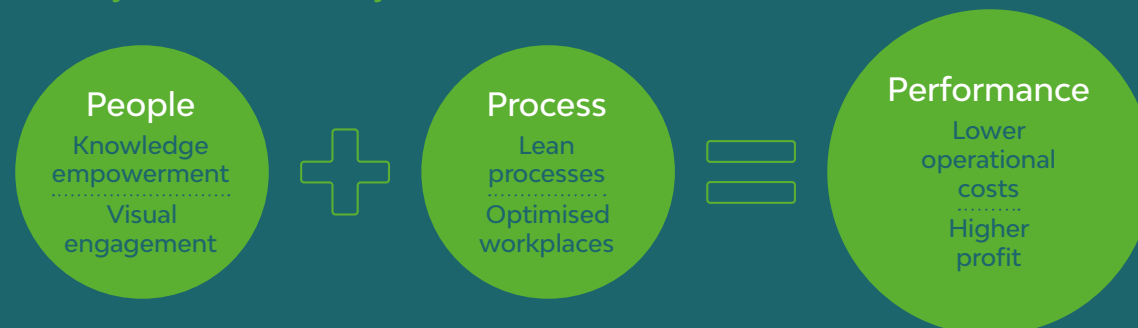 People
Knowledge
empowerment
Visual
engagement
Process
Lean
processes
Optimised
workplaces
Performance
Lower
operational
costs
Higher
profit